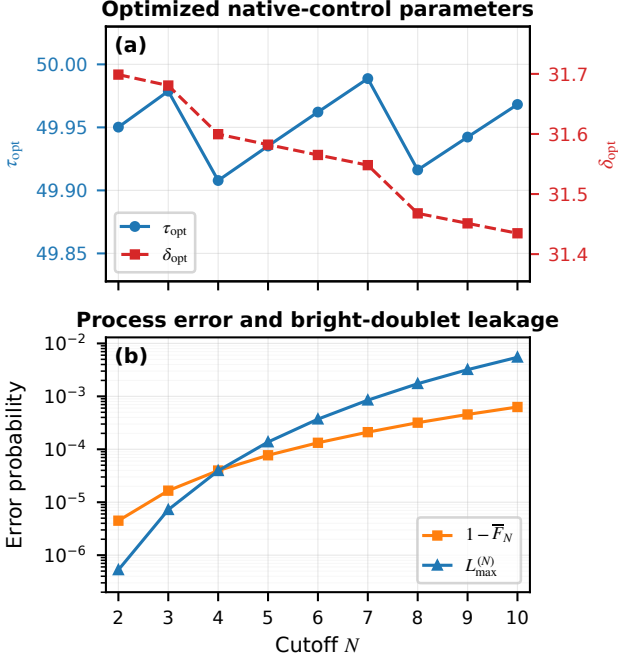 Optimized native-control parameters
(a)
50.00
49.95
49.90
49.85
τopt
31.7
31.6
31.5
31.4
δopt
τopt
δopt
Process error and bright-doublet leakage
(b)
10⁻²
10⁻³
10⁻⁴
10⁻⁵
10⁻⁶
Error probability
1 − F̅_N
L_max^(N)
2 3 4 5 6 7 8 9 10
Cutoff N